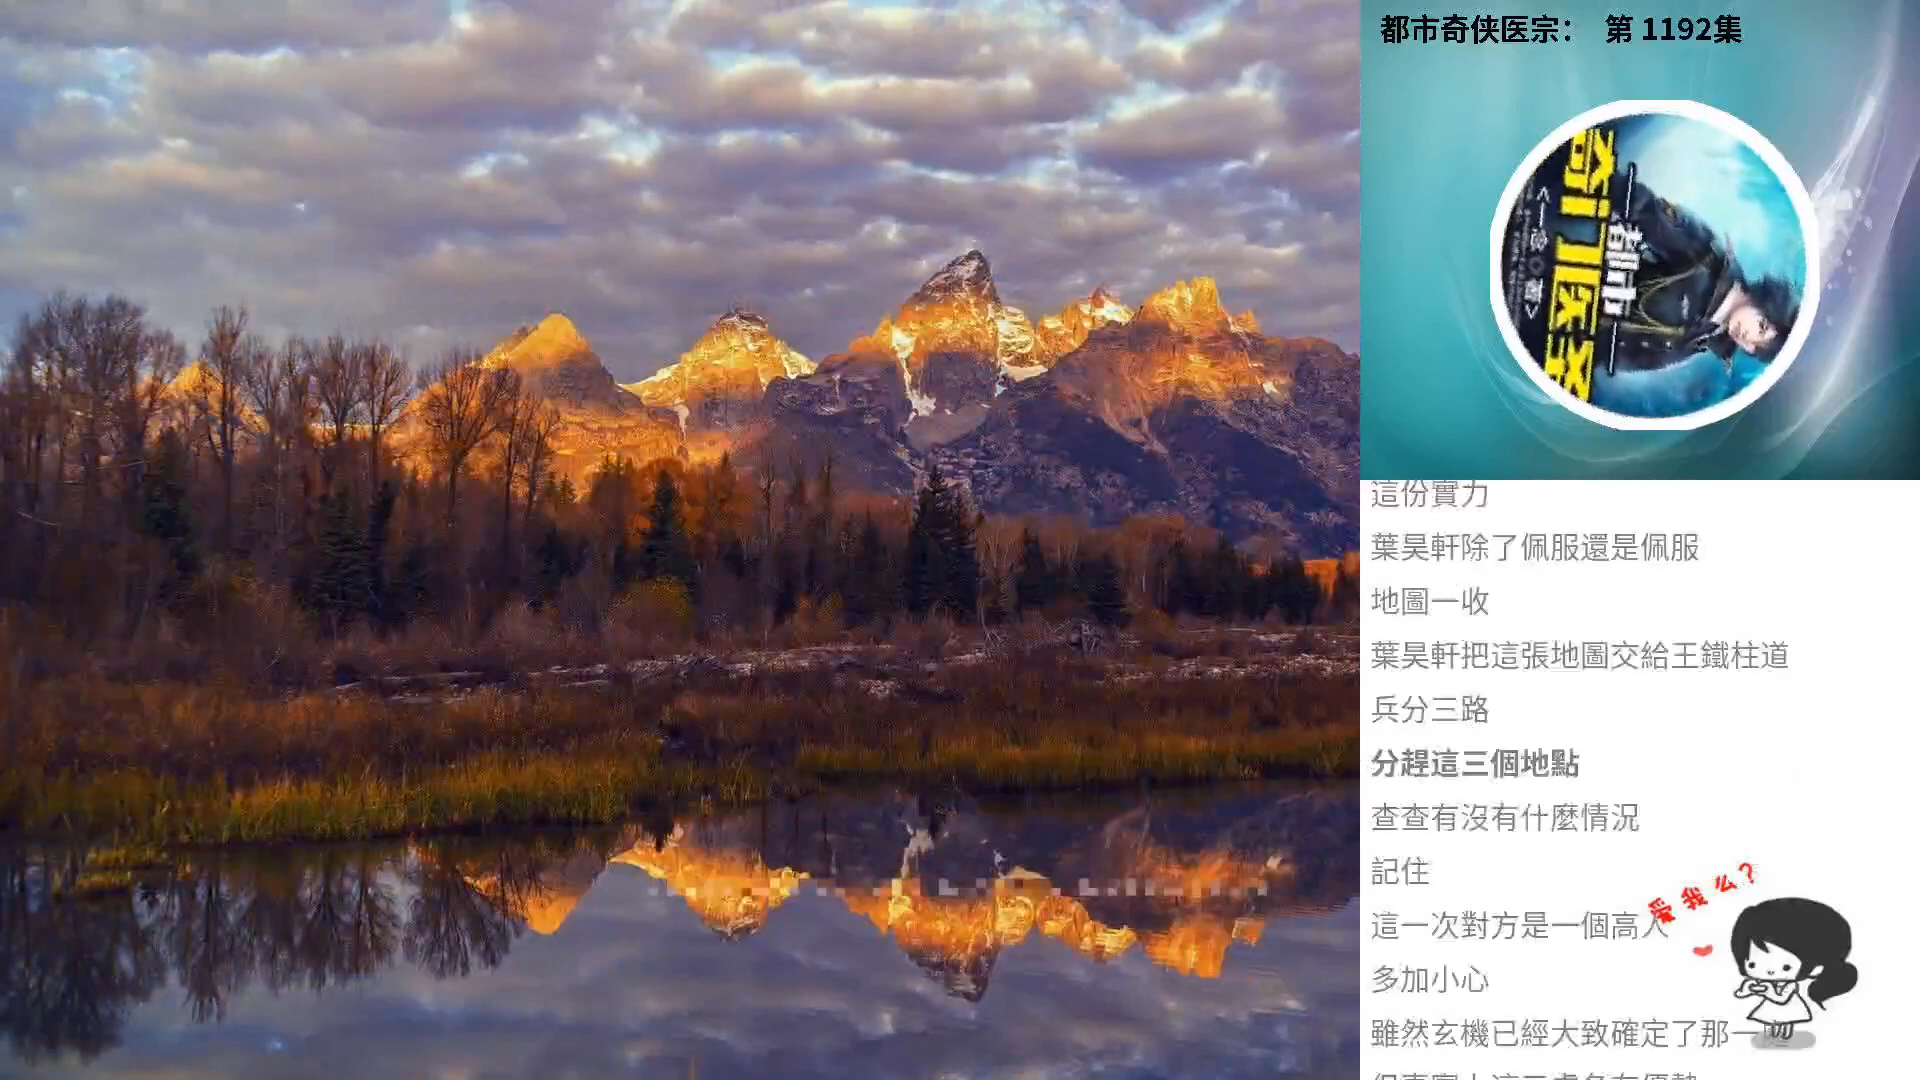 都市奇侠医宗： 第 1192集
都市
這份實力
葉昊軒除了佩服還是佩服
地圖一收
葉昊軒把這張地圖交給王鐵柱道
兵分三路
分趕這三個地點
查查有沒有什麼情況
記住
愛我么？
這一次對方是一個高人
多加小心
雖然玄機已經大致確定了那一